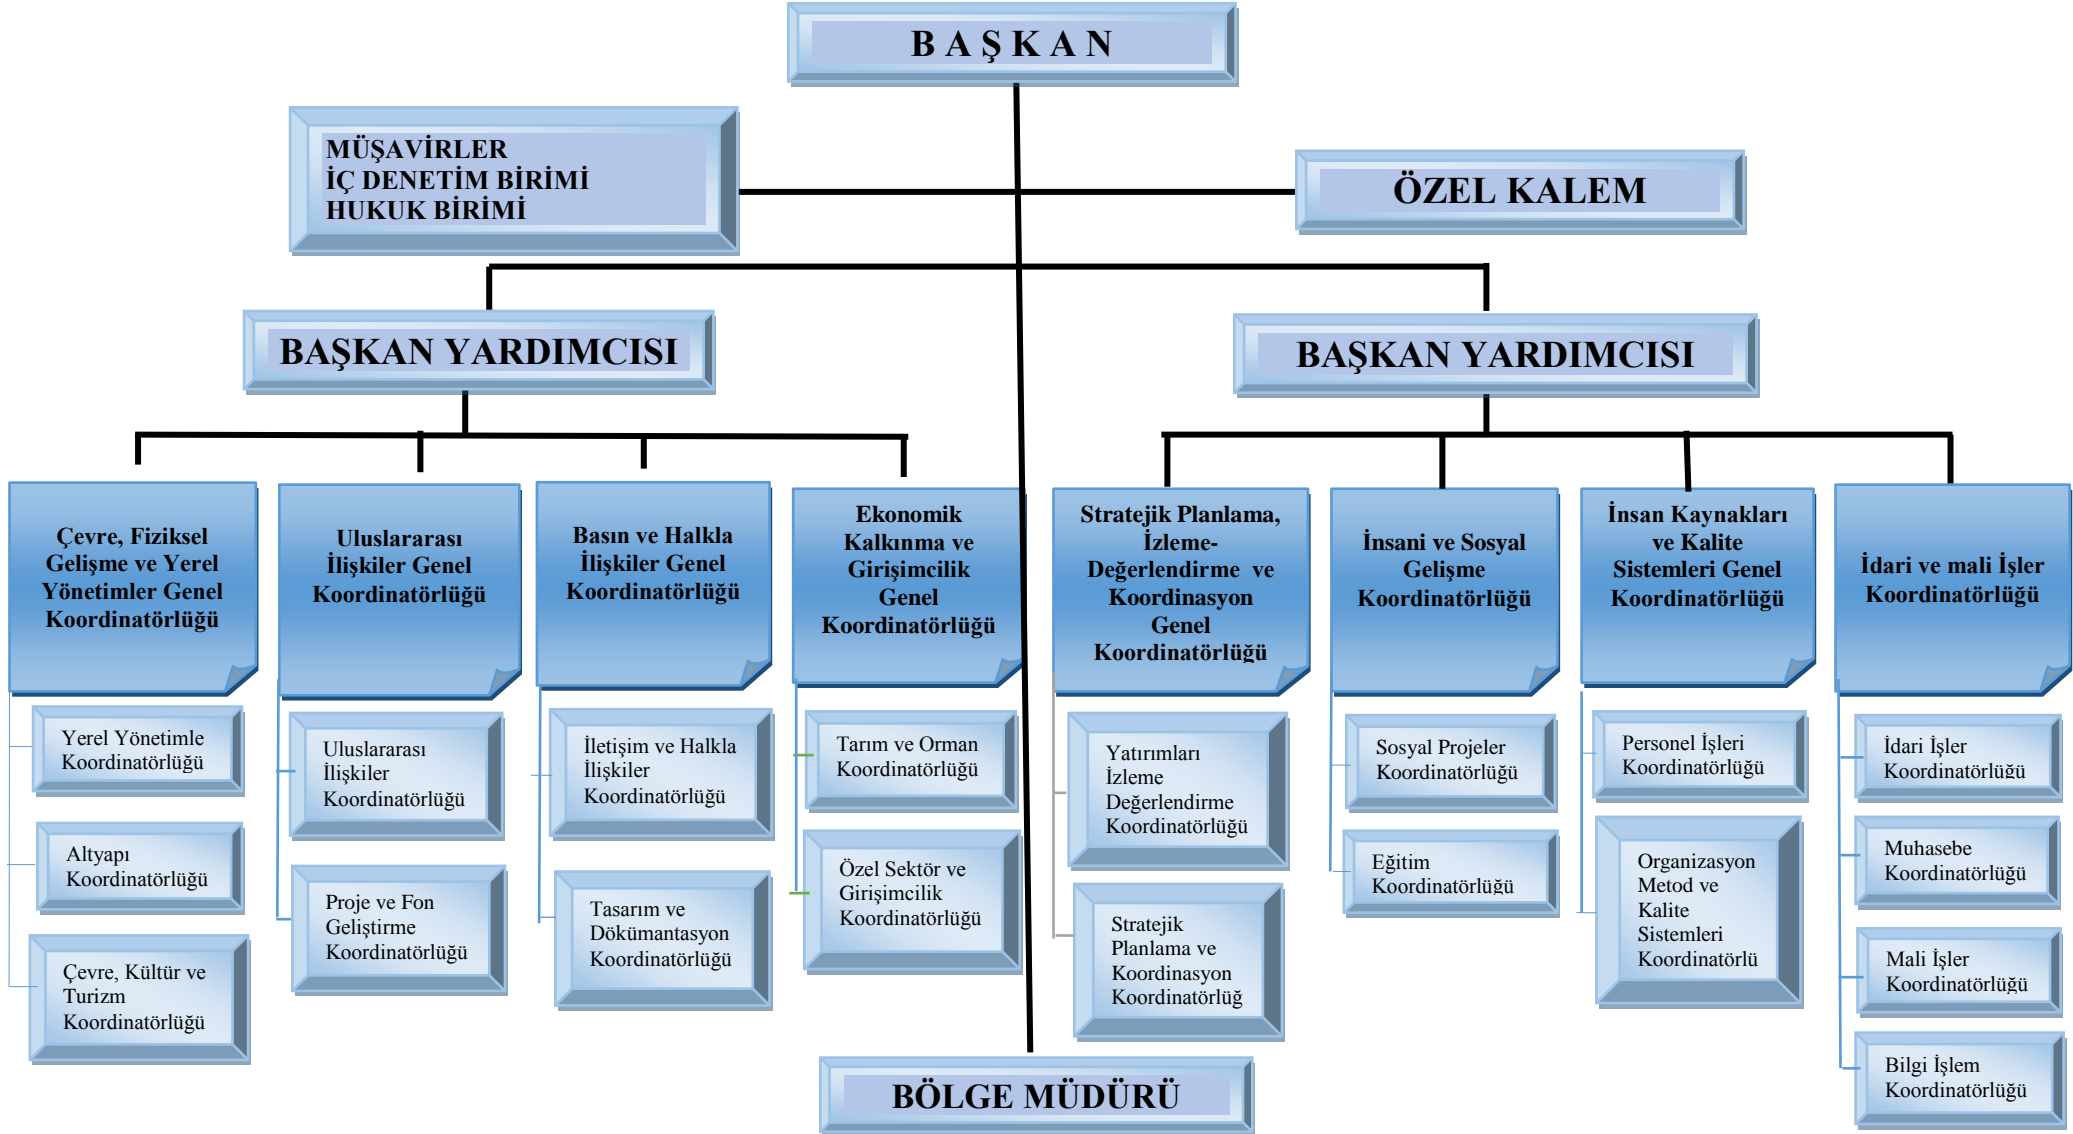 B A Ş K A N
MÜŞAVİRLER
İÇ DENETİM BİRİMİ
HUKUK BİRİMİ
ÖZEL KALEM
BAŞKAN YARDIMCISI
BAŞKAN YARDIMCISI
Çevre, Fiziksel
Gelişme ve Yerel
Yönetimler Genel
Koordinatörlüğü
Uluslararası
İlişkiler Genel
Koordinatörlüğü
Basın ve Halkla
İlişkiler Genel
Koordinatörlüğü
Ekonomik
Kalkınma ve
Girişimcilik
Genel
Koordinatörlüğü
Stratejik Planlama,
İzleme-
Değerlendirme ve
Koordinasyon
Genel
Koordinatörlüğü
İnsani ve Sosyal
Gelişme
Koordinatörlüğü
İnsan Kaynakları
ve Kalite
Sistemleri Genel
Koordinatörlüğü
İdari ve mali İşler
Koordinatörlüğü
Yerel Yönetimle
Koordinatörlüğü
Altyapı
Koordinatörlüğü
Çevre, Kültür ve
Turizm
Koordinatörlüğü
Uluslararası
İlişkiler
Koordinatörlüğü
Proje ve Fon
Geliştirme
Koordinatörlüğü
İletişim ve Halkla
İlişkiler
Koordinatörlüğü
Tasarım ve
Dökümantasyon
Koordinatörlüğü
Tarım ve Orman
Koordinatörlüğü
Özel Sektör ve
Girişimcilik
Koordinatörlüğü
Yatırımları
İzleme
Değerlendirme
Koordinatörlüğü
Stratejik
Planlama ve
Koordinasyon
Koordinatörlüğ
Sosyal Projeler
Koordinatörlüğü
Eğitim
Koordinatörlüğü
Personel İşleri
Koordinatörlüğü
Organizasyon
Metod ve
Kalite
Sistemleri
Koordinatörlü
İdari İşler
Koordinatörlüğü
Muhasebe
Koordinatörlüğü
Mali İşler
Koordinatörlüğü
Bilgi İşlem
Koordinatörlüğü
BÖLGE MÜDÜRÜ